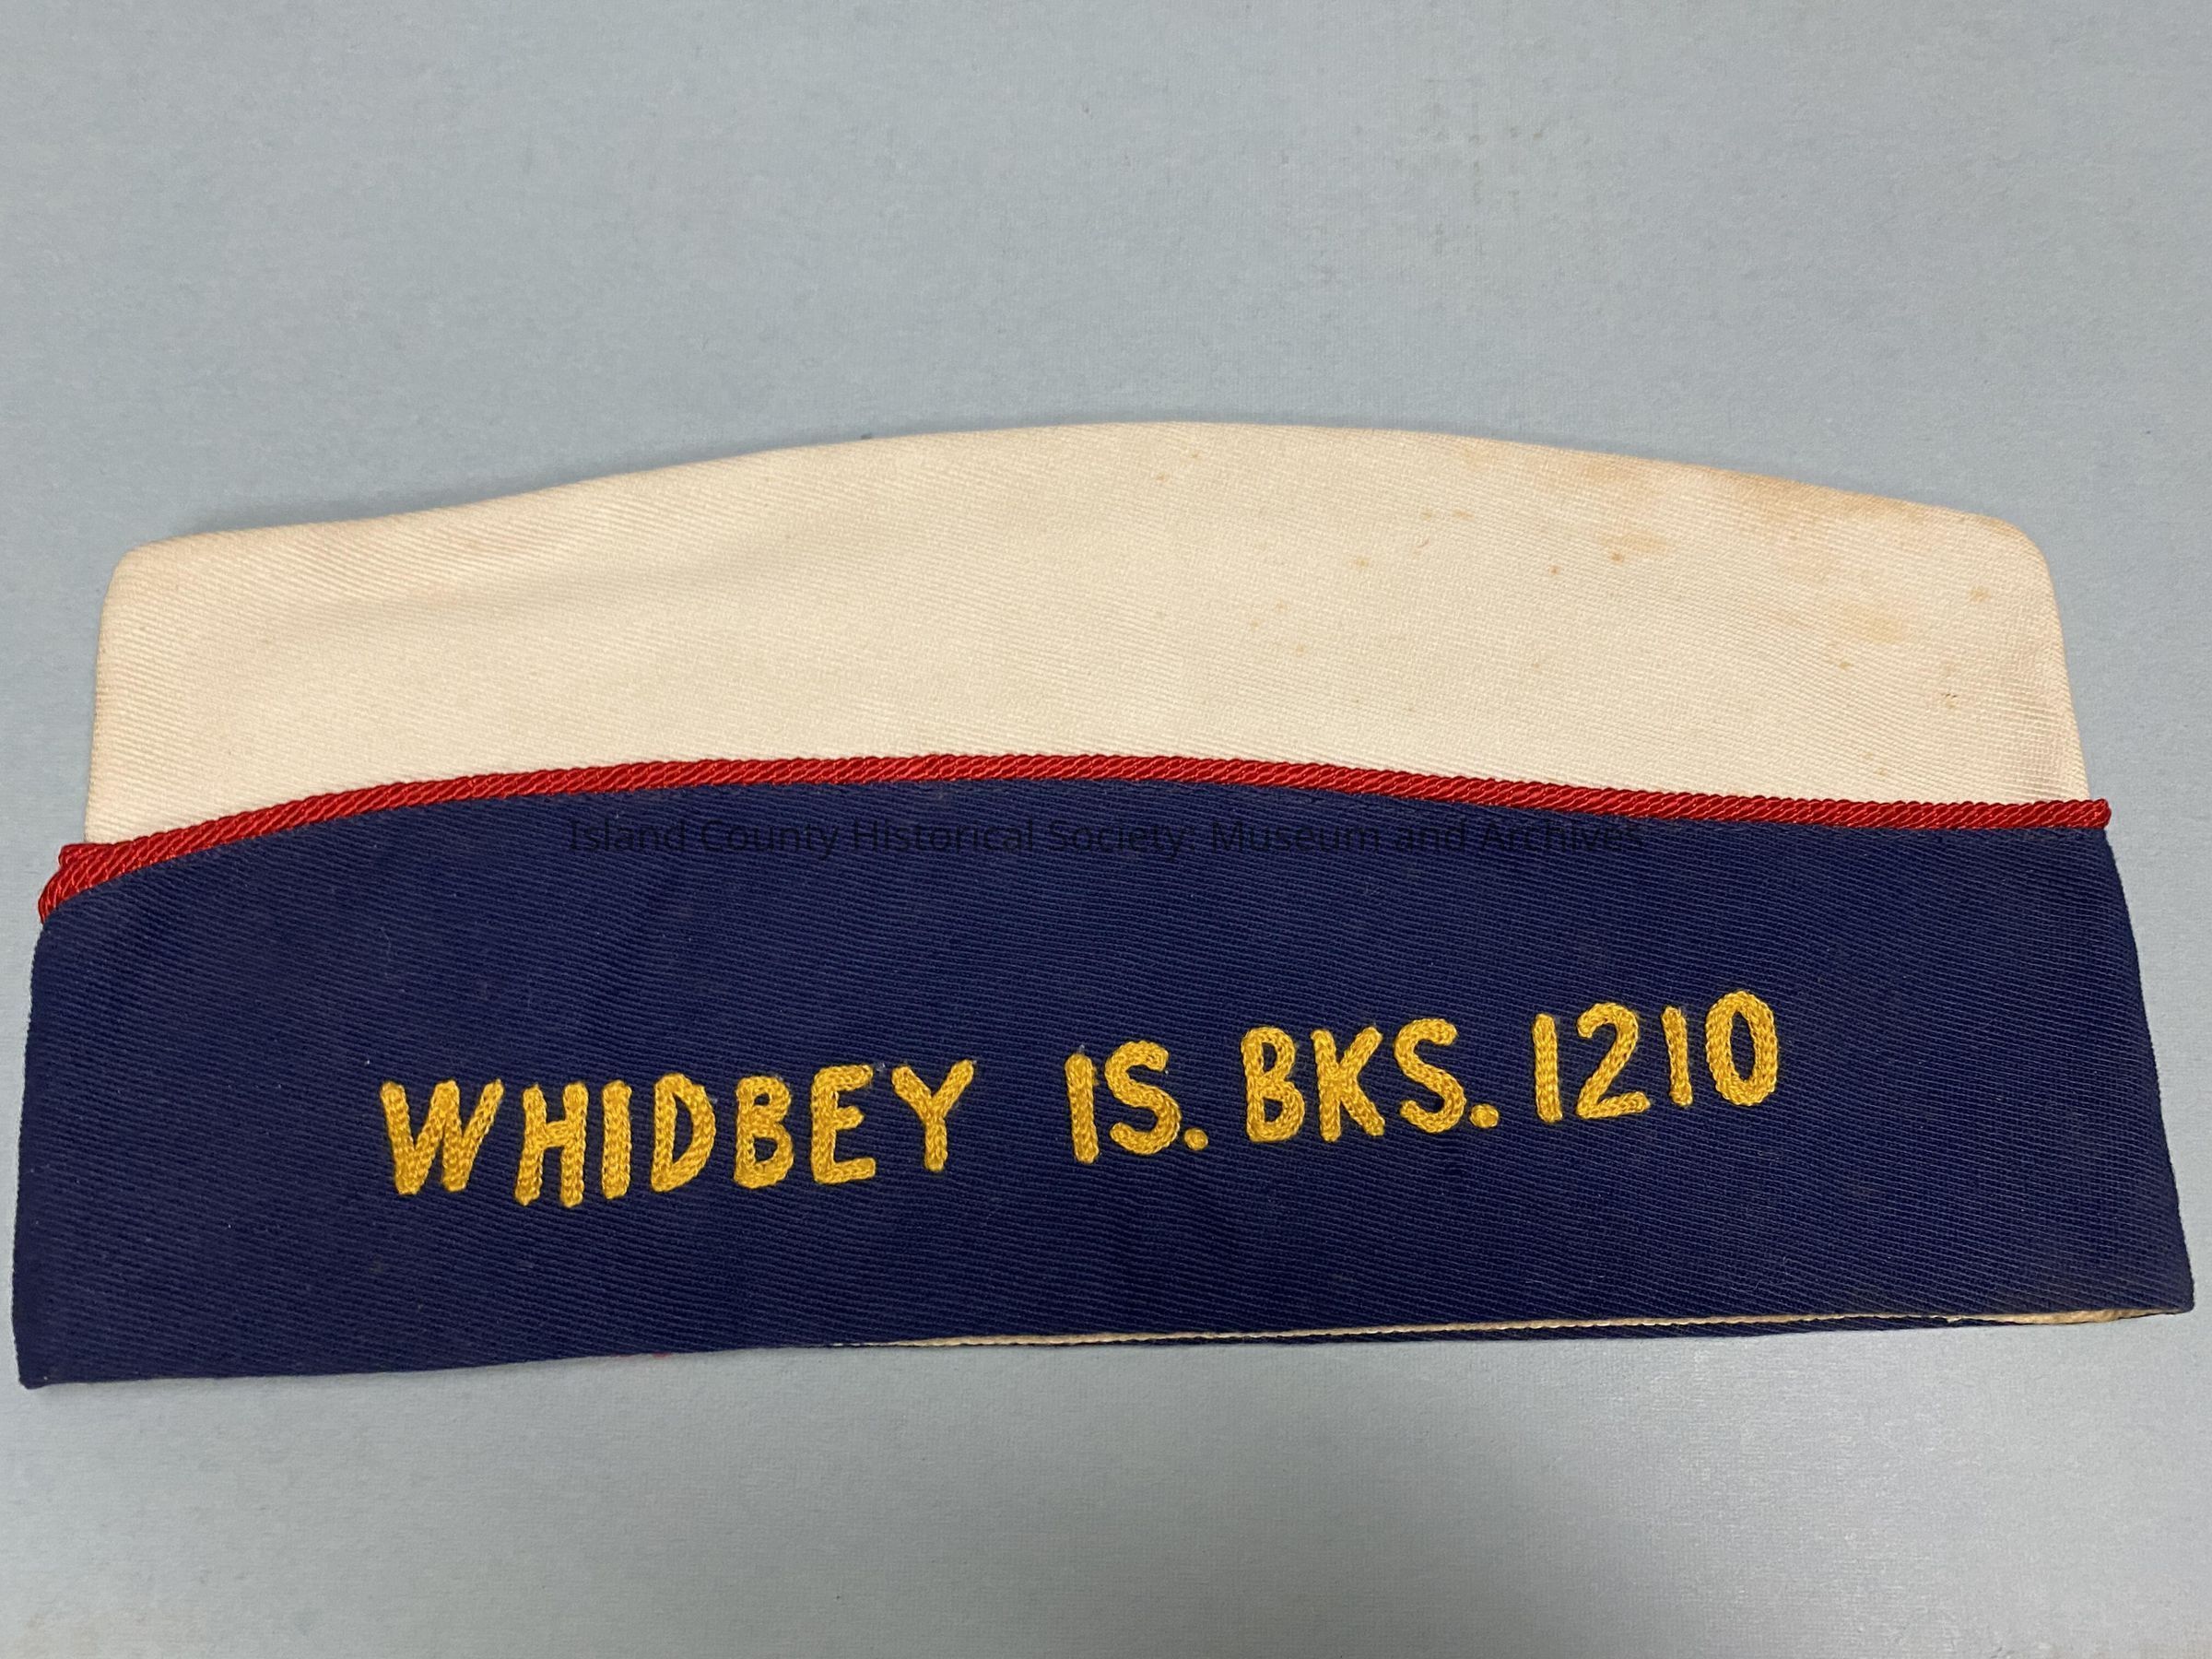 Island County Historical Society: Museum and Archives
WHIDBEY IS. BKS. 1210